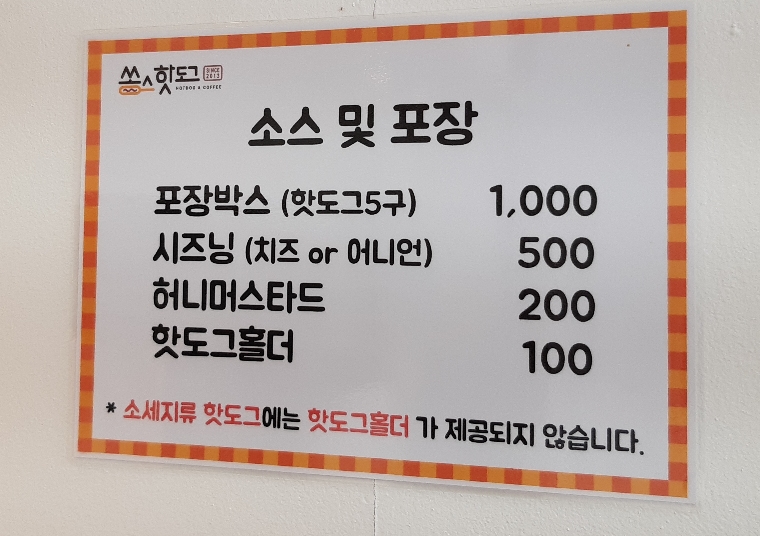 쏘스핫도그 SINCE 2013
HOTDOG & COFFEE
소스 및 포장
포장박스 (핫도그5구) 1,000
시즈닝 (치즈 or 어니언) 500
허니머스타드 200
핫도그홀더 100
* 소세지류 핫도그에는 핫도그홀더 가 제공되지 않습니다.